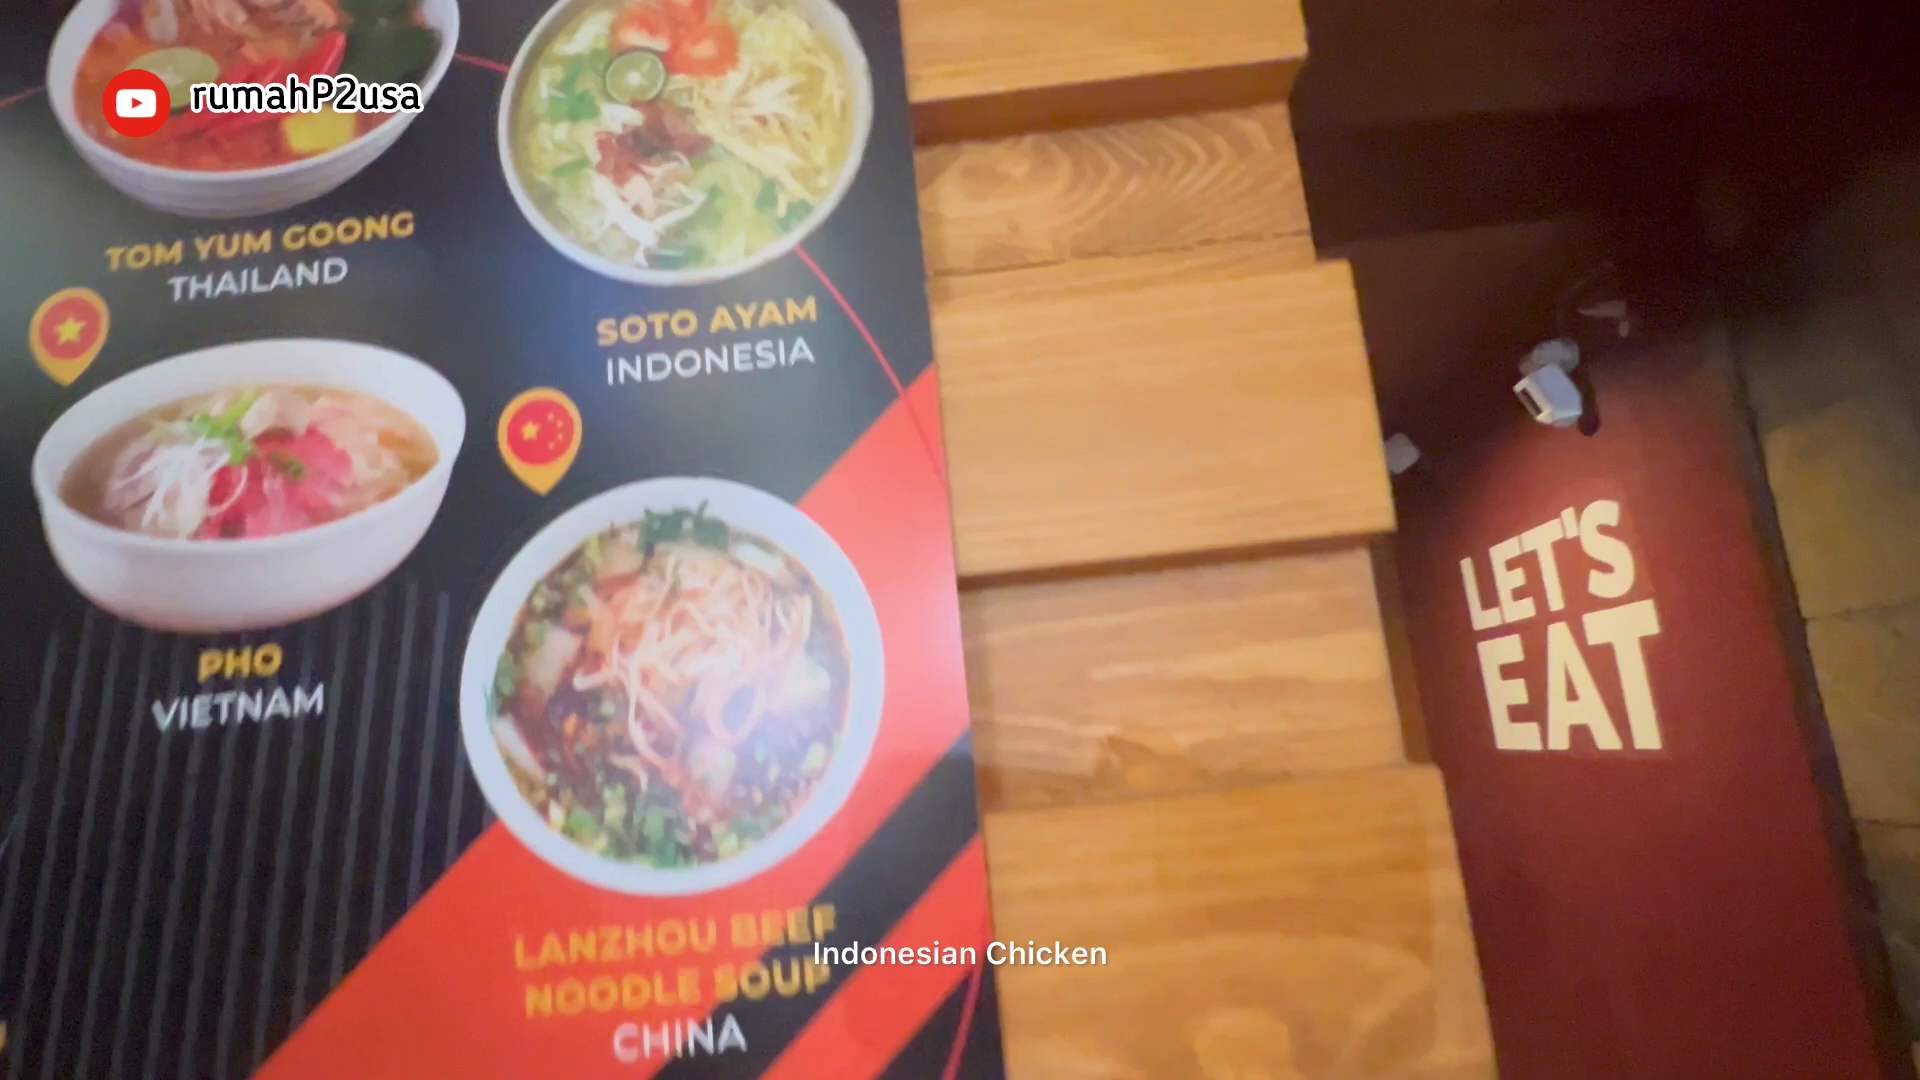 rumahP2usa
TOM YUM GOONG
THAILAND
SOTO AYAM
INDONESIA
PHO
VIETNAM
LANZHOU BEEF
NOODLE SOUP
CHINA
LET'S
EAT
Indonesian Chicken